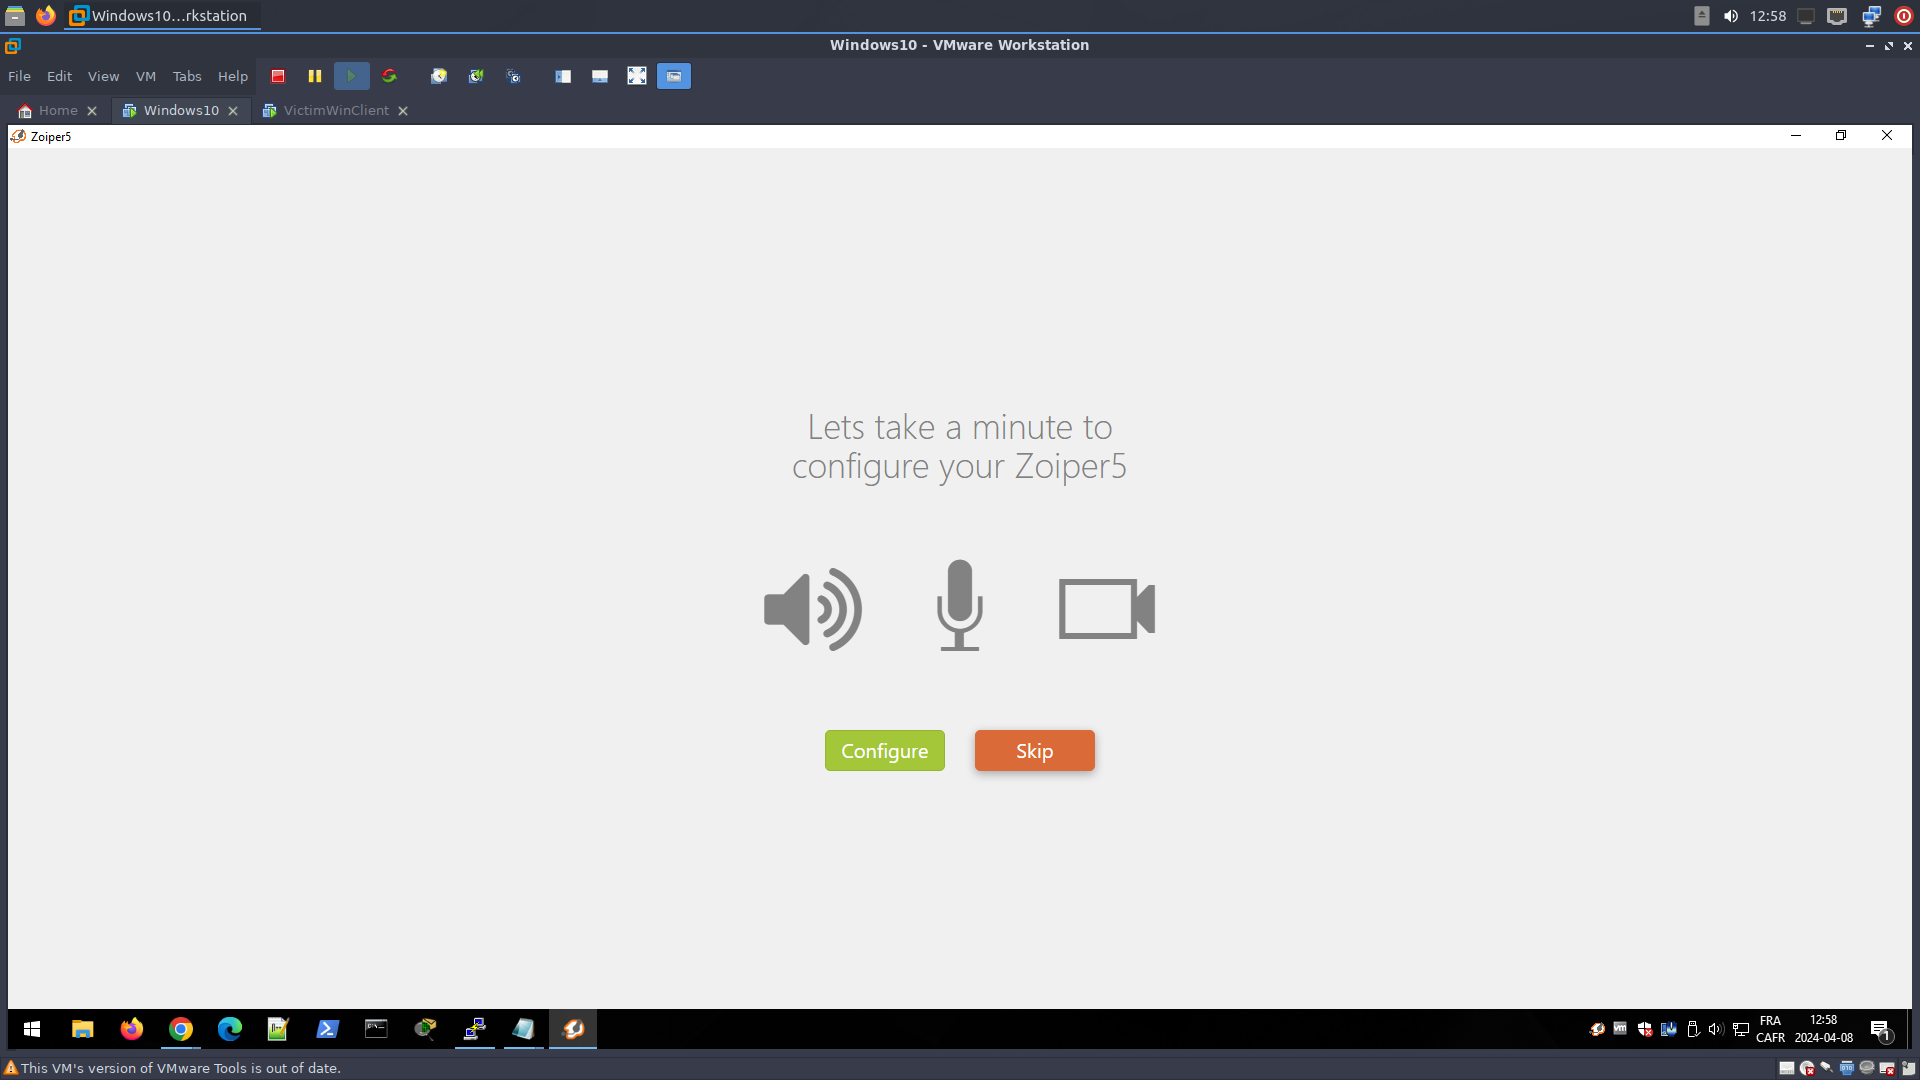 Windows10...rkstation
12:58
Windows10 - VMware Workstation
File Edit View VM Tabs Help
Home Windows10 VictimWinClient
Zoiper5
Lets take a minute to
configure your Zoiper5
Configure Skip
FRA 12:58
CAFR 2024-04-08
1
This VM's version of VMware Tools is out of date.